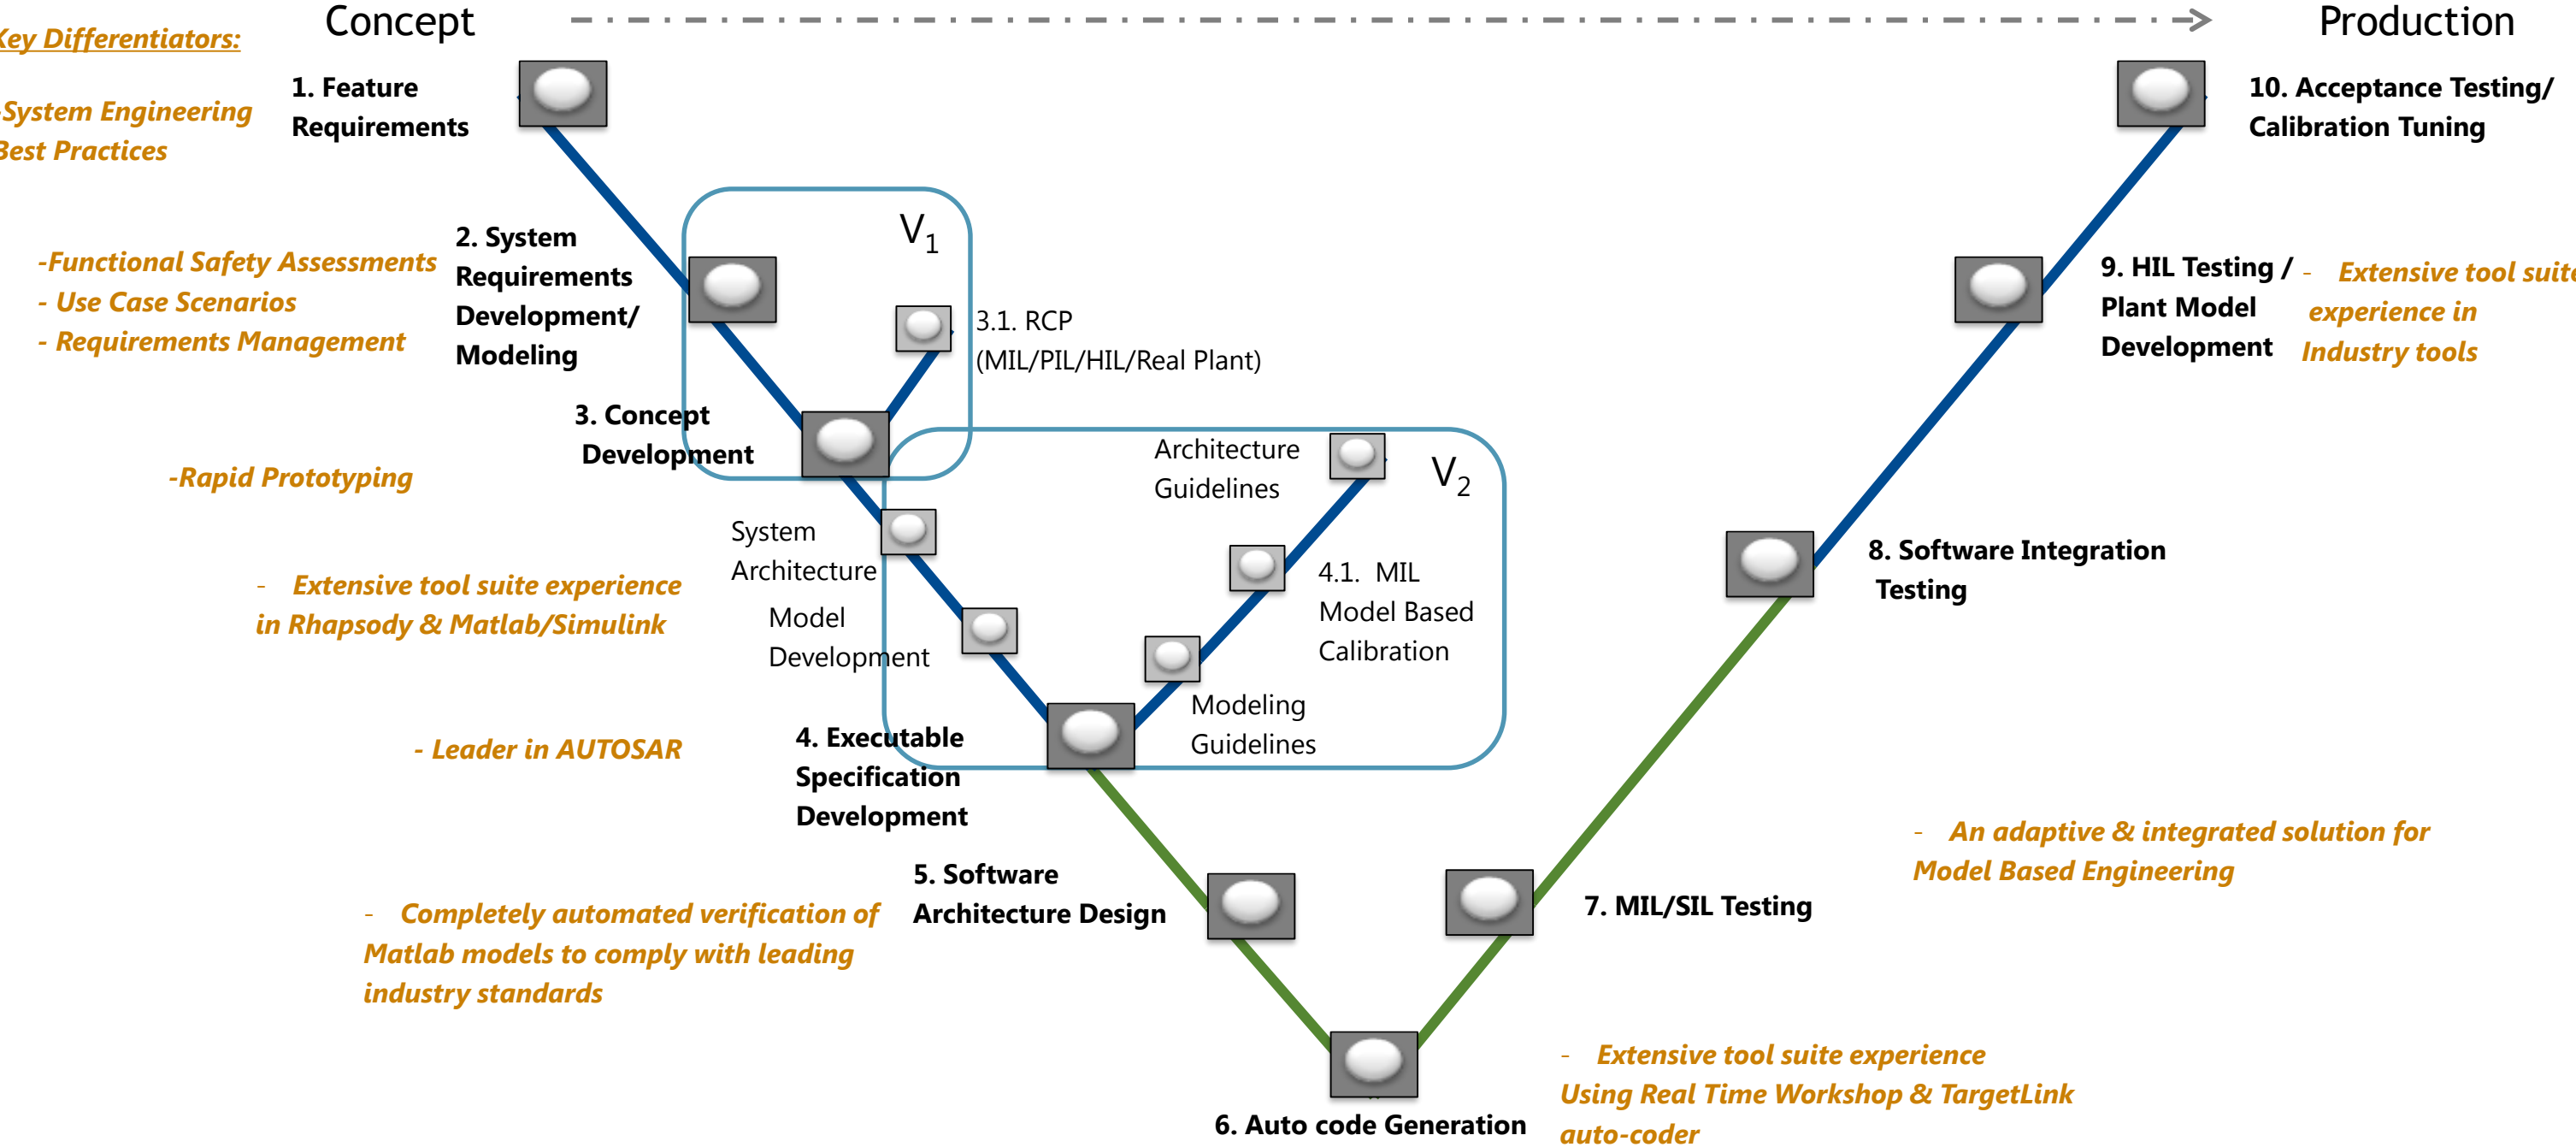 Concept
Production
Key Differentiators:
-System Engineering
Best Practices
1. Feature
Requirements
10. Acceptance Testing/
Calibration Tuning
V1
-Functional Safety Assessments
- Use Case Scenarios
- Requirements Management
2. System
Requirements
Development/
Modeling
3.1. RCP
(MIL/PIL/HIL/Real Plant)
9. HIL Testing /
Plant Model
Development
- Extensive tool suite
experience in
Industry tools
3. Concept
Development
-Rapid Prototyping
Architecture
Guidelines
V2
System
Architecture
- Extensive tool suite experience
in Rhapsody & Matlab/Simulink
Model
Development
4.1. MIL
Model Based
Calibration
8. Software Integration
Testing
Modeling
Guidelines
- Leader in AUTOSAR
4. Executable
Specification
Development
- An adaptive & integrated solution for
Model Based Engineering
5. Software
Architecture Design
7. MIL/SIL Testing
- Completely automated verification of
Matlab models to comply with leading
industry standards
6. Auto code Generation
- Extensive tool suite experience
Using Real Time Workshop & TargetLink
auto-coder